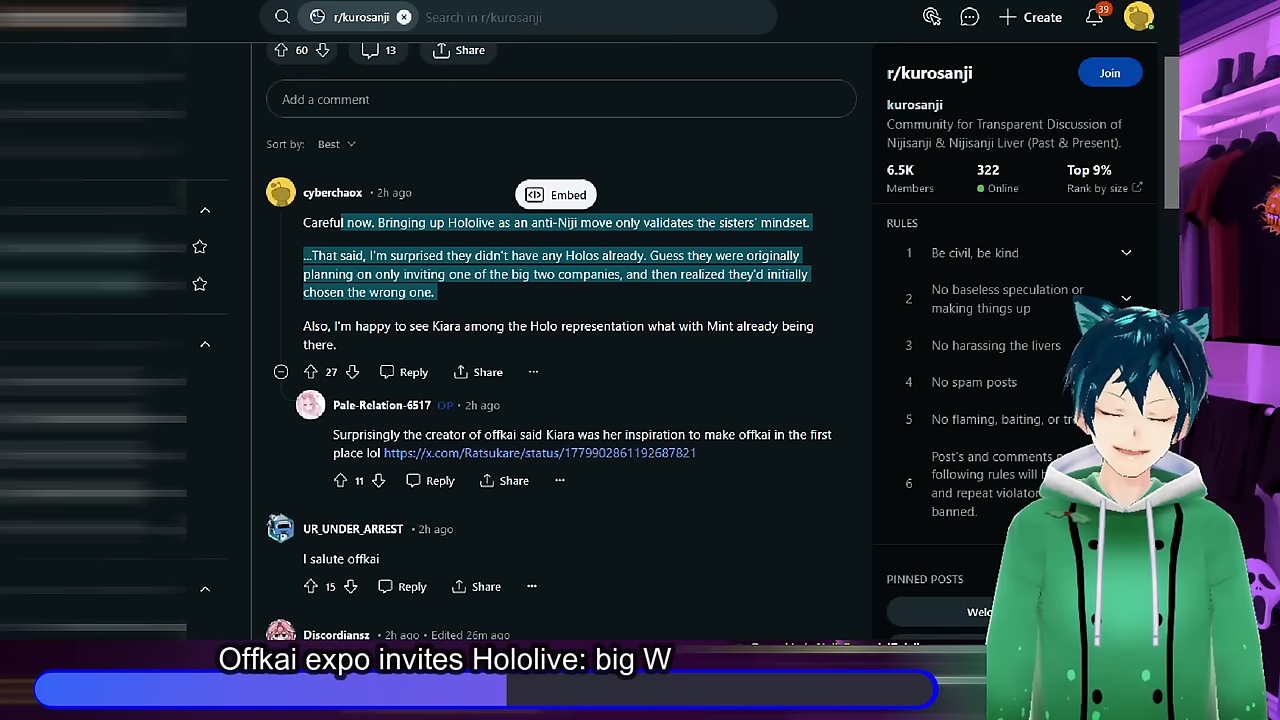 r/kurosanji
Search in r/kurosanji
Create
39
60
13
Share
Add a comment
Sort by: Best
cyberchaox • 2h ago
Embed
Careful now. Bringing up Hololive as an anti-Niji move only validates the sisters' mindset.
...That said, I'm surprised they didn't have any Holos already. Guess they were originally
planning on only inviting one of the big two companies, and then realized they'd initially
chosen the wrong one.
Also, I'm happy to see Kiara among the Holo representation what with Mint already being
there.
27
Reply
Share
Pale-Relation-6517 OP • 2h ago
Surprisingly the creator of offkai said Kiara was her inspiration to make offkai in the first
place lol https://x.com/Ratsukare/status/1779902861192687821
11
Reply
Share
UR_UNDER_ARREST • 2h ago
I salute offkai
15
Reply
Share
Discordiansz • 2h ago • Edited 26m ago
r/kurosanji
Join
kurosanji
Community for Transparent Discussion of
Nijisanji & Nijisanji Liver (Past & Present).
6.5K
322
Top 9%
Members
Online
Rank by size
RULES
1 Be civil, be kind
2 No baseless speculation or
making things up
3 No harassing the livers
4 No spam posts
5 No flaming, baiting, or
6 Post's and comments
following rules will
and repeat
banned.
PINNED POSTS
Offkai expo invites Hololive: big W